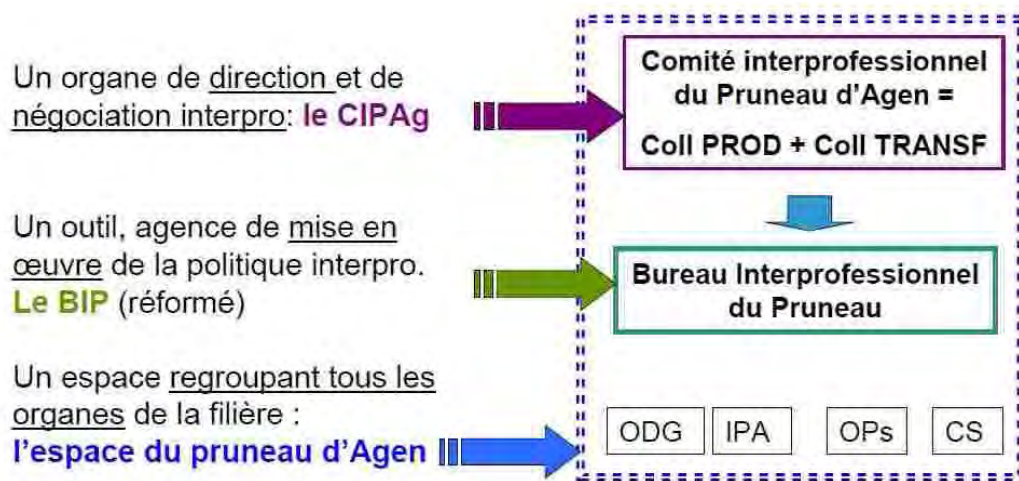 Un organe de direction et de
négociation interpro: le CIPAg
Comité interprofessionnel
du Pruneau d'Agen =
Coll PROD + Coll TRANSF
Un outil, agence de mise en
œuvre de la politique interpro.
Le BIP (réformé)
Bureau Interprofessionnel
du Pruneau
Un espace regroupant tous les
organes de la filière :
l'espace du pruneau d'Agen
ODG
IPA
OPs
CS